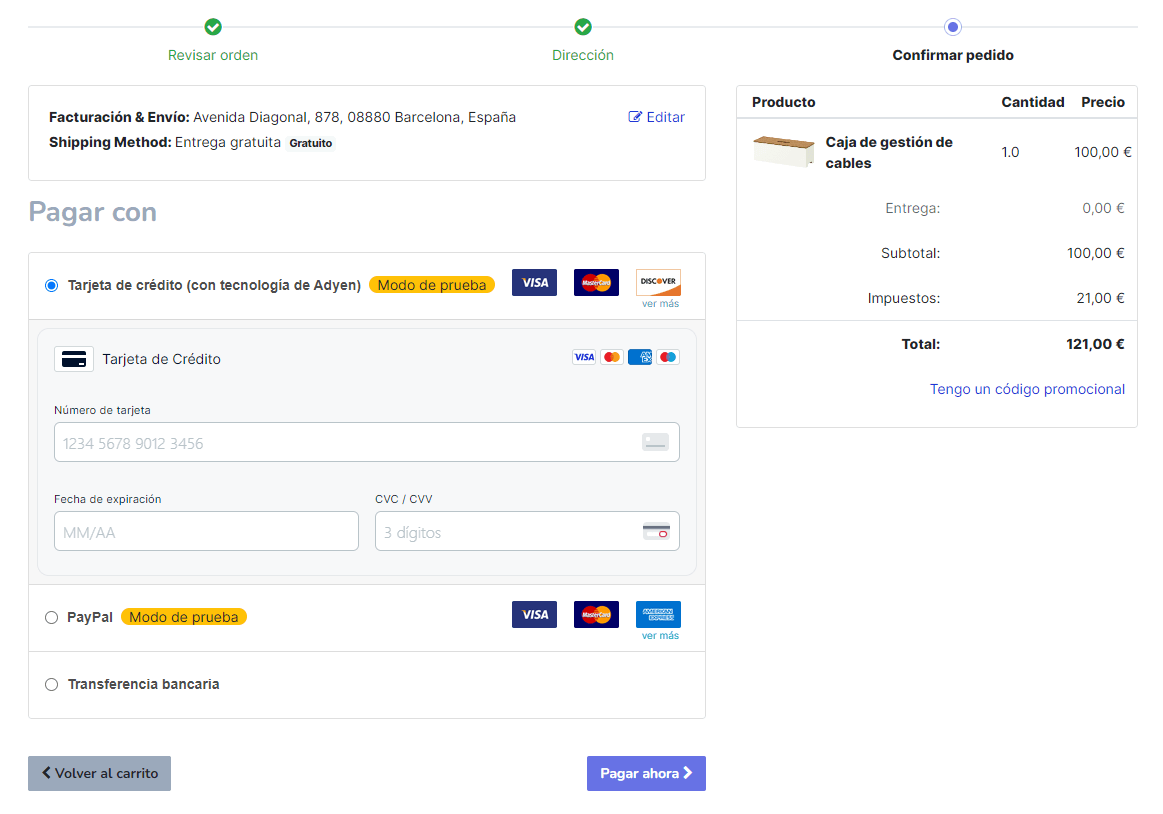 Revisar orden
Dirección
Confirmar pedido
Facturación & Envío: Avenida Diagonal, 878, 08880 Barcelona, España
Editar
Shipping Method: Entrega gratuita Gratuito
Pagar con
Tarjeta de crédito (con tecnología de Adyen) Modo de prueba VISA MasterCard DISCOVER
ver más
Tarjeta de Crédito VISA AM EX
Número de tarjeta
1234 5678 9012 3456
Fecha de expiración CVC / CVV
MM/AA 3 dígitos
PayPal Modo de prueba VISA MasterCard AMERICAN EXPRESS
ver más
Transferencia bancaria
Volver al carrito
Pagar ahora
Producto Cantidad Precio
Caja de gestión de
cables
1.0 100,00 €
Entrega: 0,00 €
Subtotal: 100,00 €
Impuestos: 21,00 €
Total: 121,00 €
Tengo un código promocional